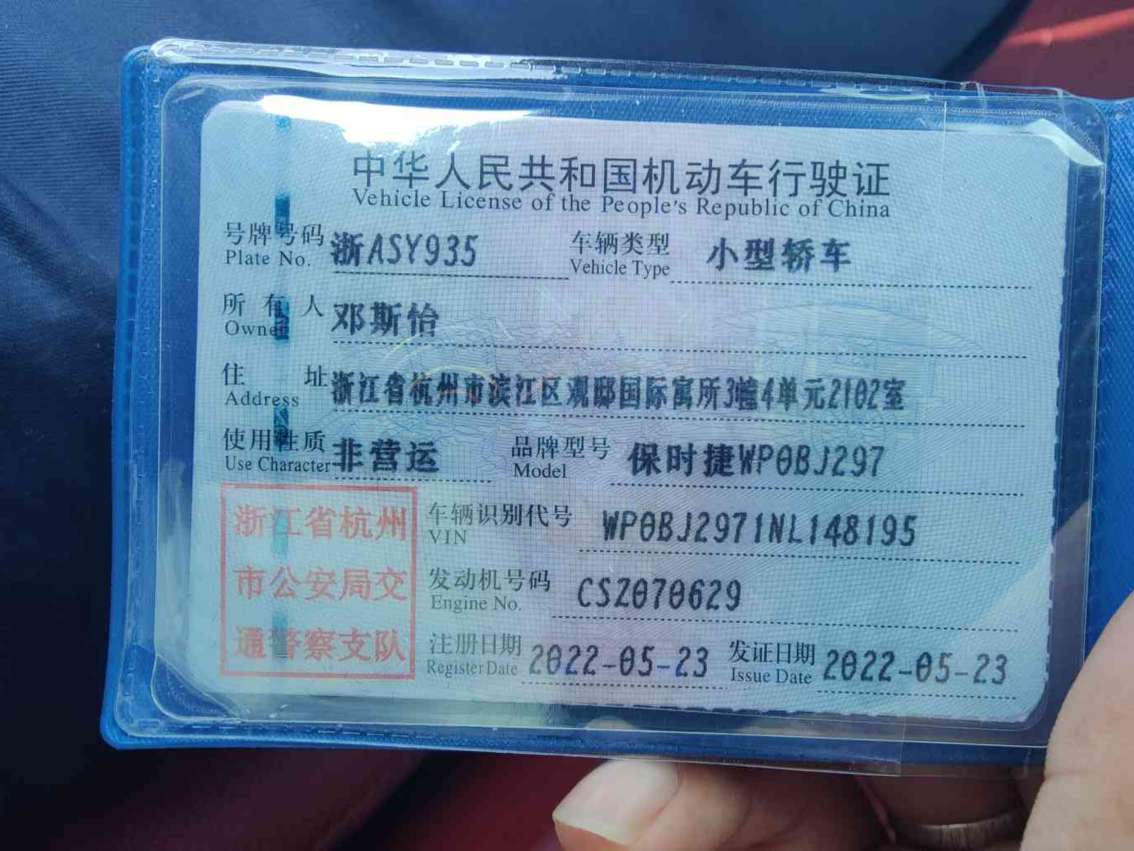 中华人民共和国机动车行驶证
Vehicle License of the People's Republic of China
号牌号码 浙ASY935 车辆类型 小型轿车
Plate No. Vehicle Type
所有人 邓斯怡
Owner
住址 浙江省杭州市滨江区观邸国际寓所3幢4单元2102室
Address
使用性质 非营运 品牌型号 保时捷WP0BJ297
Use Character Model
浙江省杭州
市公安局交
通警察支队
车辆识别代号 WP0BJ2971NL148195
VIN
发动机号码 CSZ070629
Engine No.
注册日期 2022-05-23 发证日期 2022-05-23
Register Date Issue Date